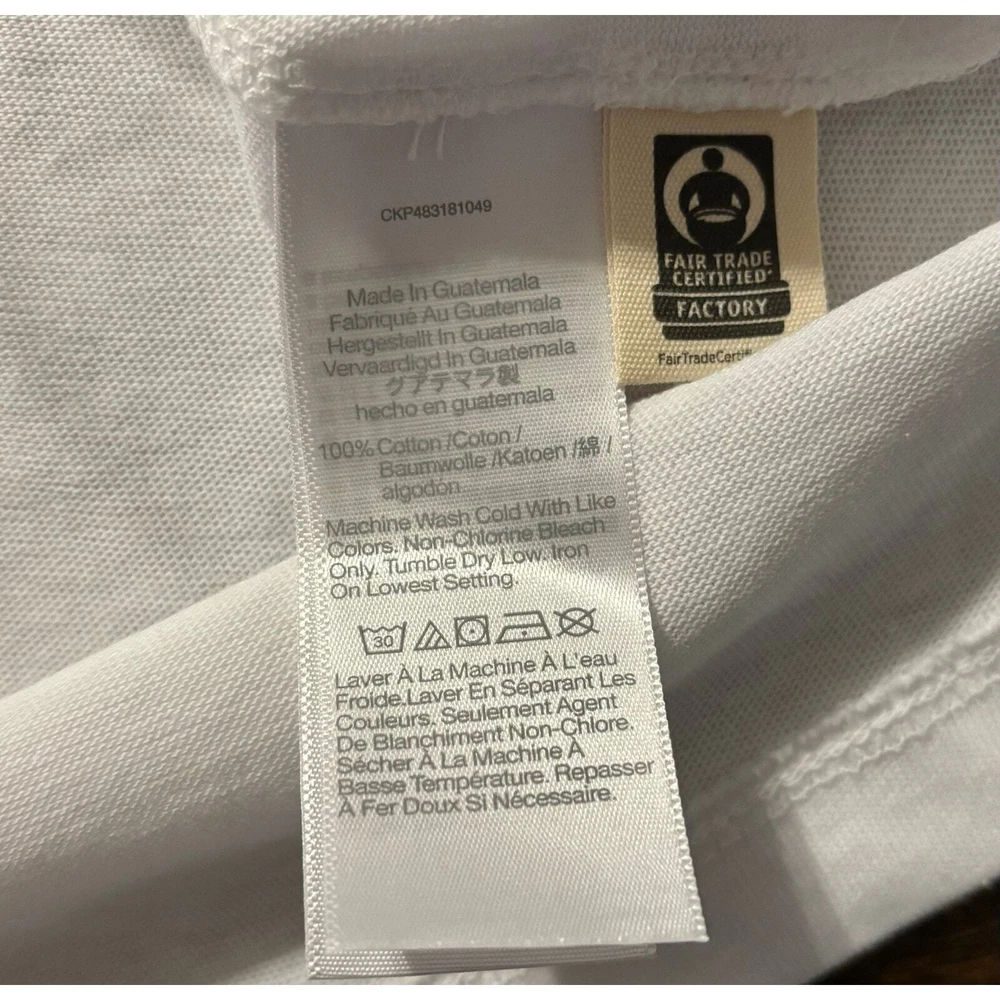 CKP483181049
Made In Guatemala
Fabriqué Au Guatemala
Hergestellt In Guatemala
Vervaardigd In Guatemala
グアテマラ製
hecho en guatemala
100% Cotton /Coton /
Baumwolle /Katoen /綿 /
algodón
Machine Wash Cold With Like
Colors. Non-Chlorine Bleach
Only. Tumble Dry Low. Iron
On Lowest Setting.
30
Laver À La Machine À L'eau
Froide.Laver En Séparant Les
Couleurs. Seulement Agent
De Blanchiment Non-Chlore.
Sécher À La Machine À
Basse Température. Repasser
À Fer Doux Si Nécessaire.
FAIR TRADE
CERTIFIED
FACTORY
FairTradeCertif